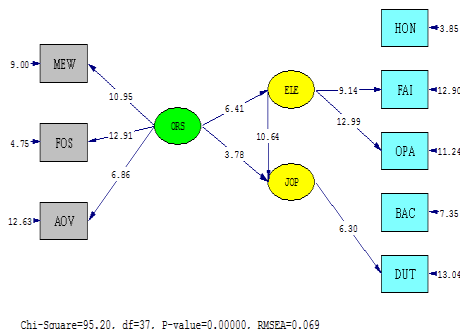 HON 3.85
9.00 MEW
10.95
ELE 9.14 FAI 12.90
6.41
12.99
4.75 FOS 12.91 ORS
10.64
OPA 11.24
3.78
6.86
JOP
12.63 AOV
BAC 7.35
6.30
DUT 13.04
Chi-Square=95.20, df=37, P-value=0.00000, RMSEA=0.069